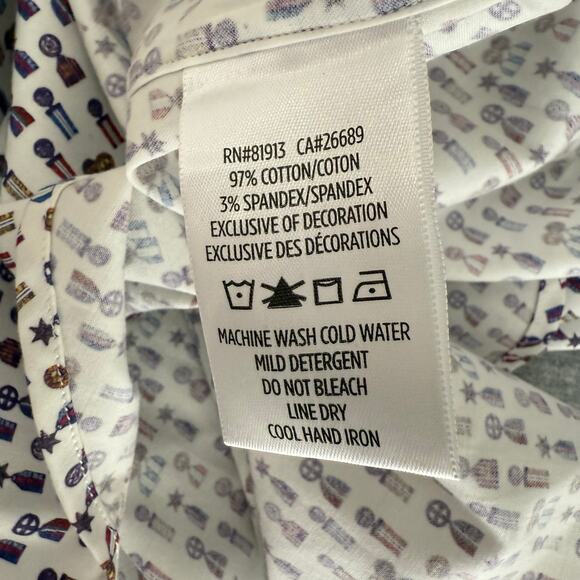 RN#81913 CA#26689
97% COTTON/COTON
3% SPANDEX/SPANDEX
EXCLUSIVE OF DECORATION
EXCLUSIVE DES DÉCORATIONS
MACHINE WASH COLD WATER
MILD DETERGENT
DO NOT BLEACH
LINE DRY
COOL HAND IRON